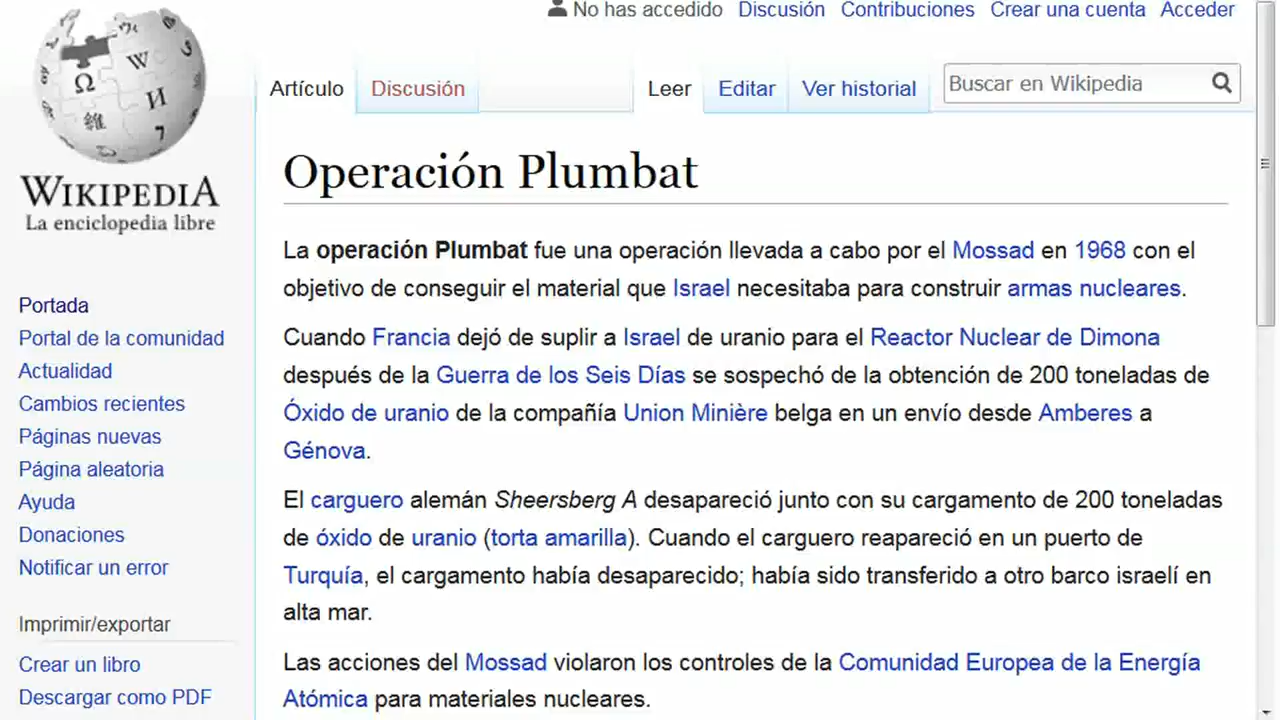 No has accedido Discusión Contribuciones Crear una cuenta Acceder
Artículo Discusión Leer Editar Ver historial Buscar en Wikipedia
WIKIPEDIA
La enciclopedia libre
Portada
Portal de la comunidad
Actualidad
Cambios recientes
Páginas nuevas
Página aleatoria
Ayuda
Donaciones
Notificar un error
Imprimir/exportar
Crear un libro
Descargar como PDF
Operación Plumbat
La operación Plumbat fue una operación llevada a cabo por el Mossad en 1968 con el
objetivo de conseguir el material que Israel necesitaba para construir armas nucleares.
Cuando Francia dejó de suplir a Israel de uranio para el Reactor Nuclear de Dimona
después de la Guerra de los Seis Días se sospechó de la obtención de 200 toneladas de
Óxido de uranio de la compañía Union Minière belga en un envío desde Amberes a
Génova.
El carguero alemán Sheersberg A desapareció junto con su cargamento de 200 toneladas
de óxido de uranio (torta amarilla). Cuando el carguero reapareció en un puerto de
Turquía, el cargamento había desaparecido; había sido transferido a otro barco israelí en
alta mar.
Las acciones del Mossad violaron los controles de la Comunidad Europea de la Energía
Atómica para materiales nucleares.